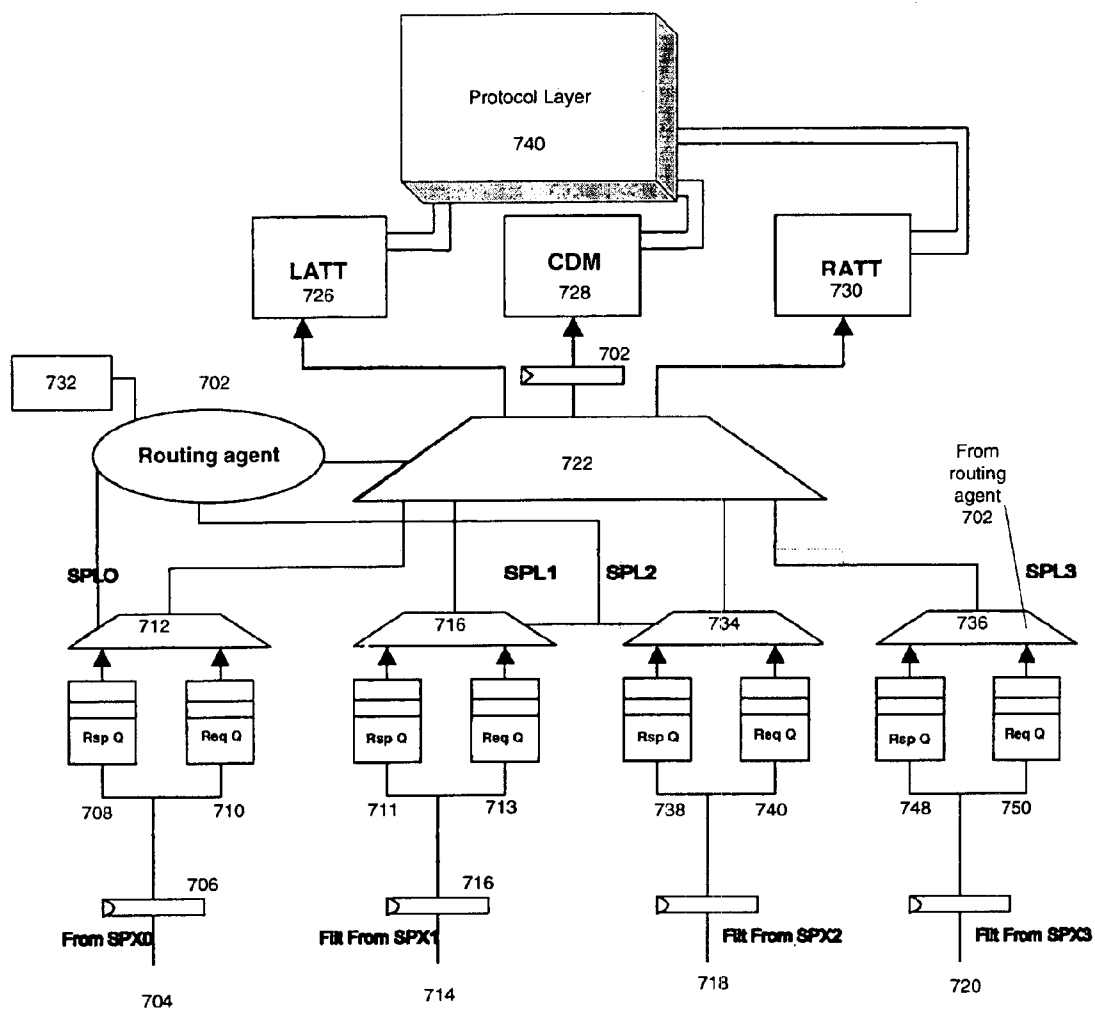 Protocol Layer
740
LATT
726
CDM
728
RATT
730
702
732
702
Routing agent
722
From
routing
agent
702
SPLO
SPL1
SPL2
SPL3
712
716
734
736
Rsp Q
Req Q
Rsp Q
Req Q
Rsp Q
Req Q
Rsp Q
Req Q
708
710
711
713
738
740
748
750
706
716
From SPX0
Flit From SPX1
Flit From SPX2
Flit From SPX3
704
714
718
720